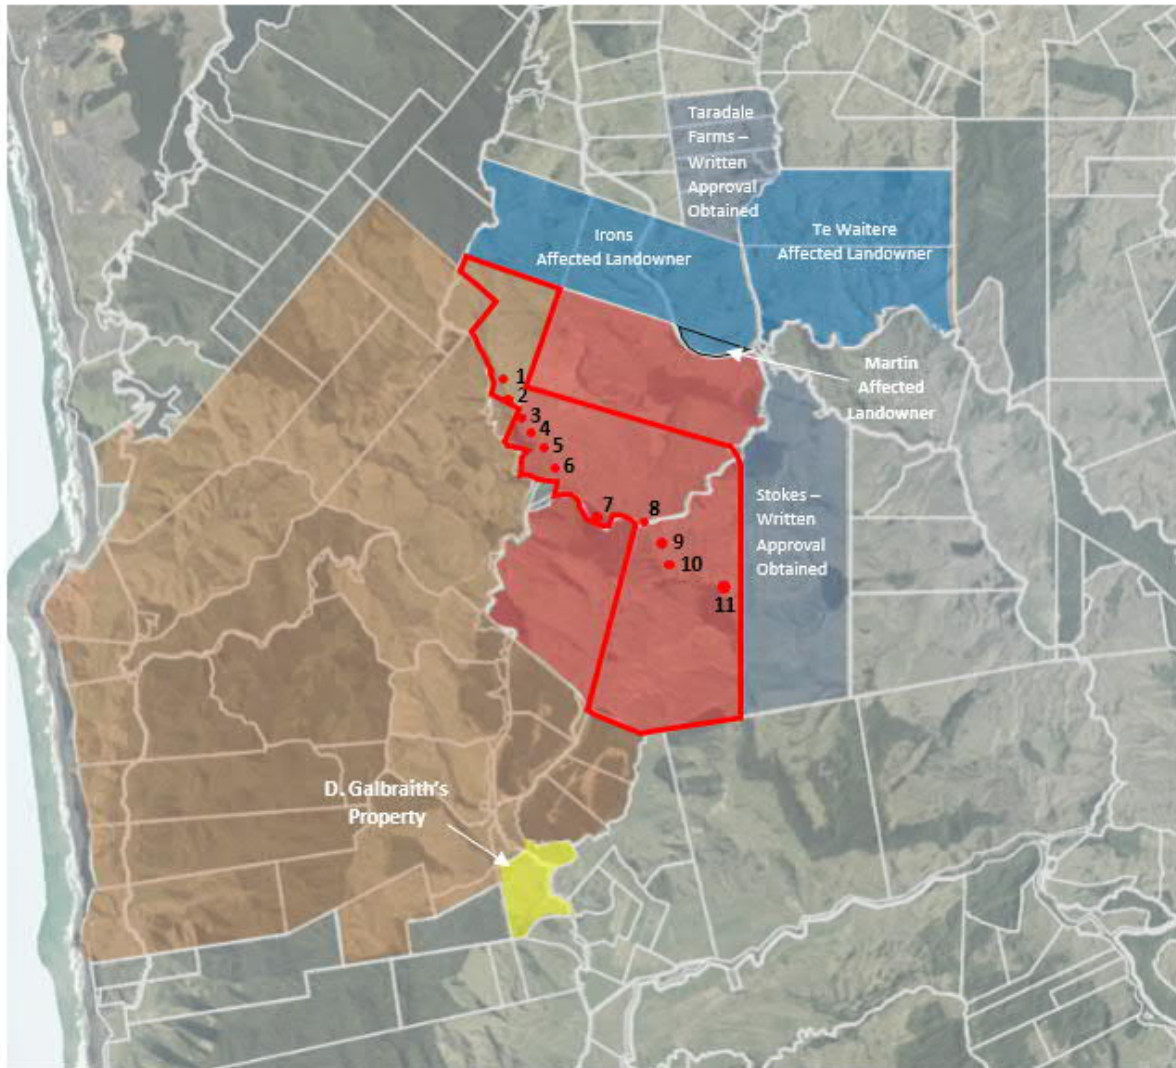 Taradale
Farms –
Written
Approval
Obtained
Irons
Affected Landowner
Te Waitere
Affected Landowner
Martin
Affected
Landowner
1
2
3
4
5
6
7
8
9
10
11
Stokes –
Written
Approval
Obtained
D. Galbraith's
Property